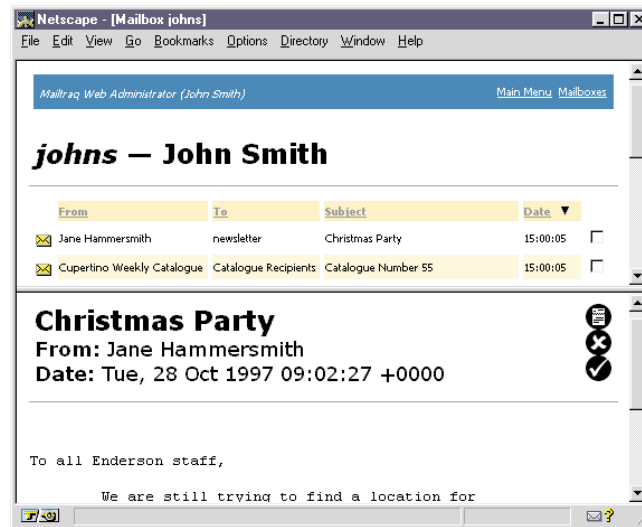 Netscape - [Mailbox johns]
File Edit View Go Bookmarks Options Directory Window Help
Mailtraq Web Administrator (John Smith) Main Menu Mailboxes
johns — John Smith
From To Subject Date ▼
Jane Hammersmith newsletter Christmas Party 15:00:05
Cupertino Weekly Catalogue Catalogue Recipients Catalogue Number 55 15:00:05
Christmas Party
From: Jane Hammersmith
Date: Tue, 28 Oct 1997 09:02:27 +0000
To all Enderson staff,
We are still trying to find a location for